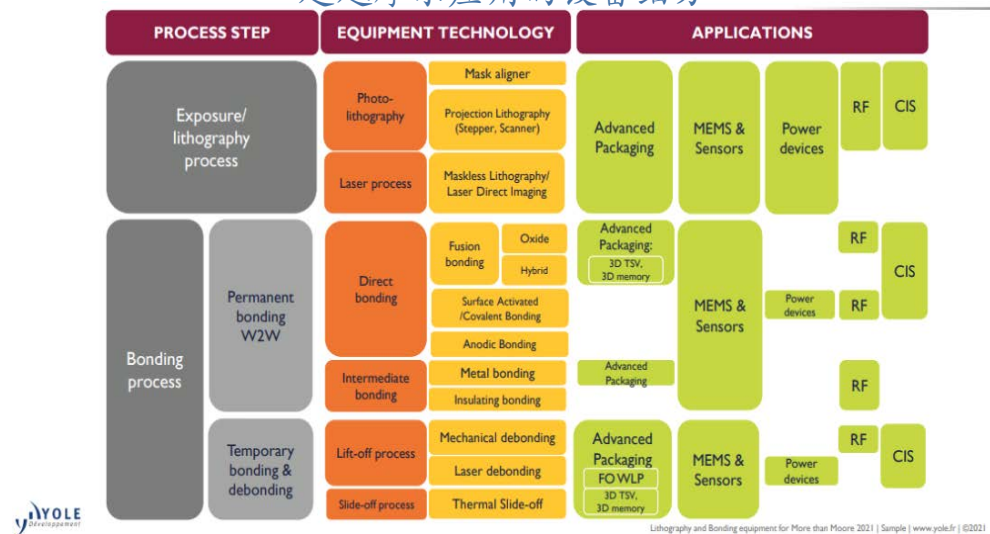 PROCESS STEP
EQUIPMENT TECHNOLOGY
APPLICATIONS
Exposure/
lithography
process
Photo-
lithography
Mask aligner
Projection Lithography
(Stepper, Scanner)
Laser process
Maskless Lithography/
Laser Direct Imaging
Advanced
Packaging
MEMS &
Sensors
Power
devices
RF
CIS
Bonding
process
Permanent
bonding
W2W
Direct
bonding
Fusion
bonding
Oxide
Hybrid
Surface Activated
/Covalent Bonding
Anodic Bonding
Intermediate
bonding
Metal bonding
Insulating bonding
Advanced
Packaging:
3D TSV,
3D memory
Advanced
Packaging
MEMS &
Sensors
Power
devices
RF
RF
RF
CIS
Temporary
bonding &
debonding
Lift-off process
Mechanical debonding
Laser debonding
Slide-off process
Thermal Slide-off
Advanced
Packaging
FO WLP
3D TSV,
3D memory
MEMS &
Sensors
Power
devices
RF
CIS
YOLE
Développement
Lithography and Bonding equipment for More than Moore 2021 | Sample | www.yole.fr | ©2021